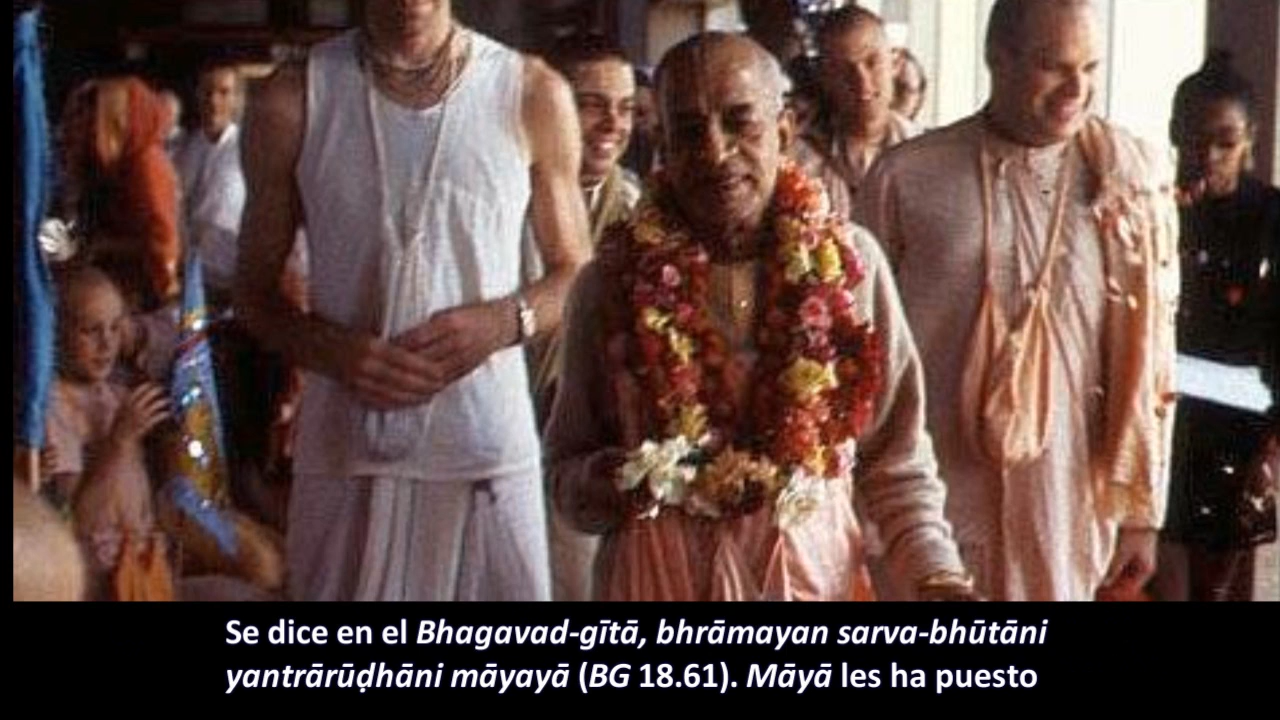 Se dice en el Bhagavad-gītā, bhrāmayan sarva-bhūtāni
yantrārūḍhāni māyayā (BG 18.61). Māyā les ha puesto